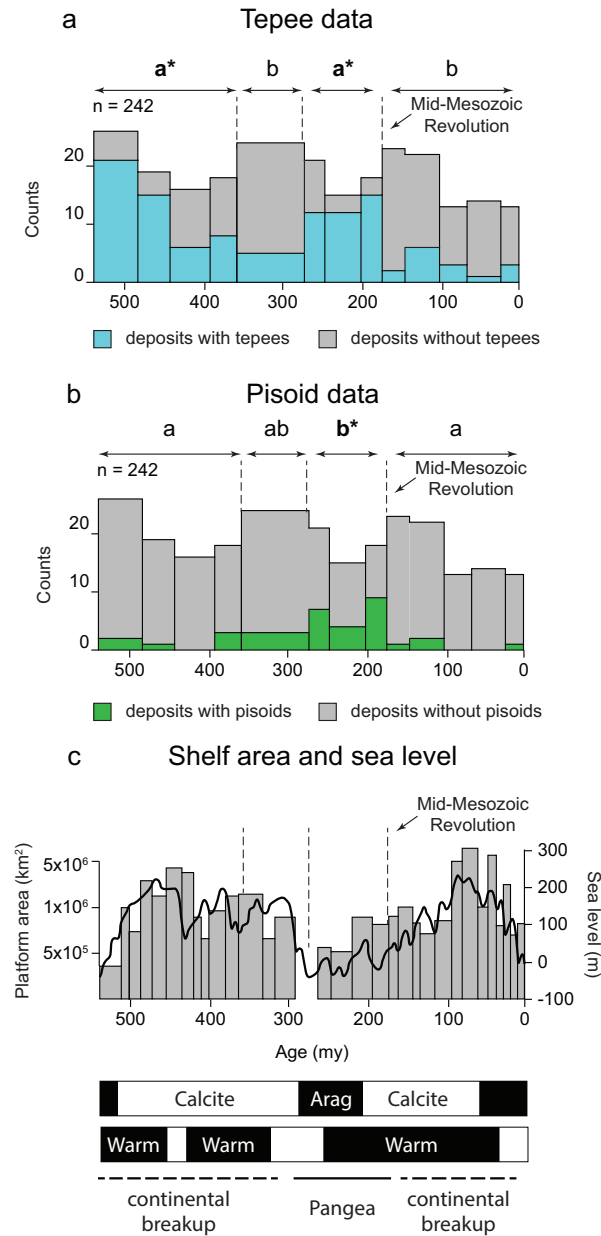 a Tepee data
a* b a* b
n = 242
Mid-Mesozoic
Revolution
20
10
0
Counts
500 400 300 200 100 0
deposits with tepees deposits without tepees
b Pisoid data
a ab b* a
n = 242
Mid-Mesozoic
Revolution
20
10
0
Counts
500 400 300 200 100 0
deposits with pisoids deposits without pisoids
c Shelf area and sea level
Mid-Mesozoic
Revolution
Platform area (km²)
5x10⁶
1x10⁶
5x10⁵
300
200
100
0
-100
Sea level (m)
500 400 300 200 100 0
Age (my)
Calcite Arag Calcite
Warm Warm Warm
continental
breakup
Pangea
continental
breakup